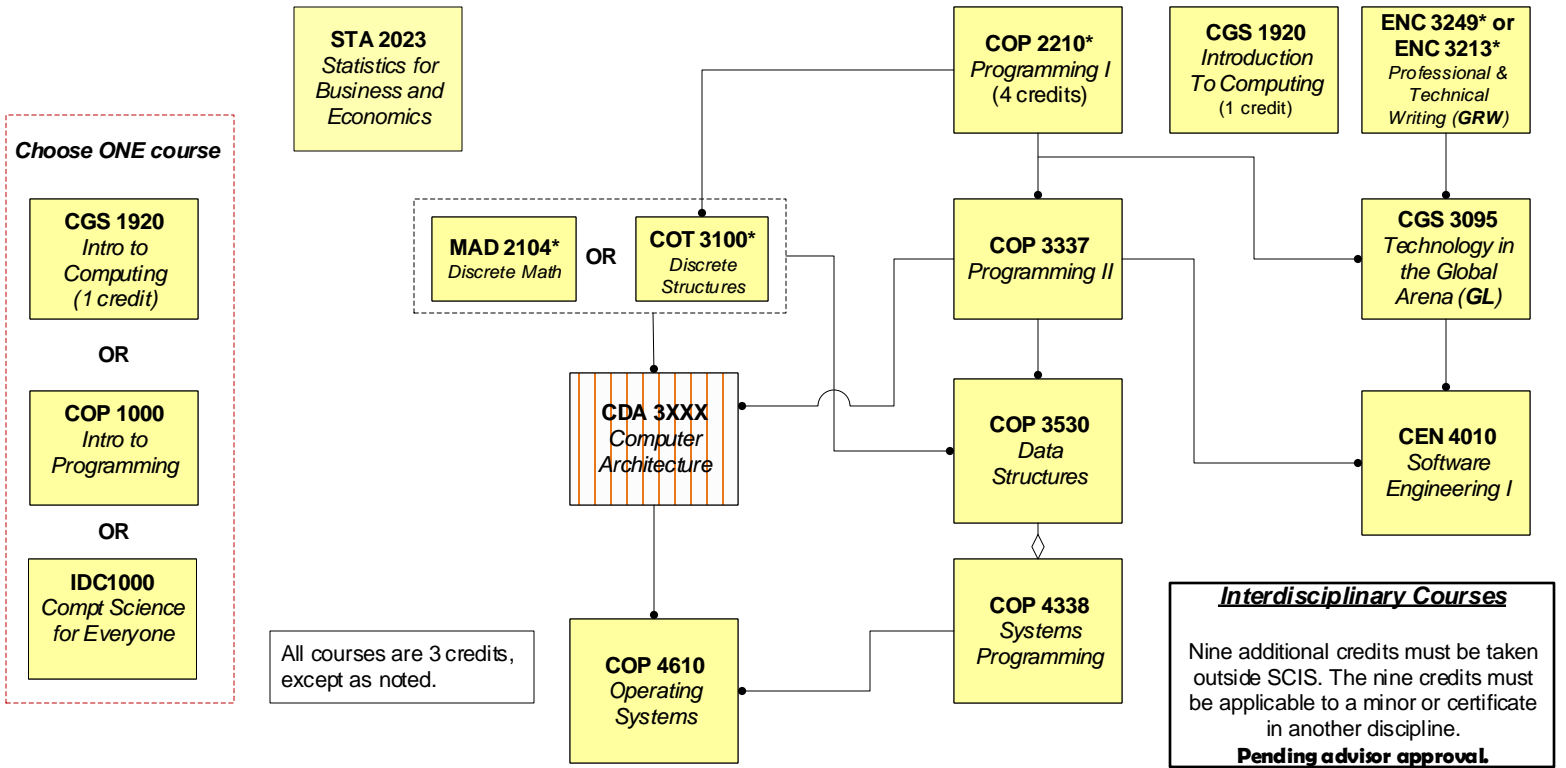 STA 2023
Statistics for
Business and
Economics
COP 2210*
Programming I
(4 credits)
CGS 1920
Introduction
To Computing
(1 credit)
ENC 3249* or
ENC 3213*
Professional &
Technical
Writing (GRW)
Choose ONE course
CGS 1920
Intro to
Computing
(1 credit)
OR
COP 1000
Intro to
Programming
OR
IDC1000
Compt Science
for Everyone
MAD 2104*
Discrete Math
OR
COT 3100*
Discrete
Structures
COP 3337
Programming II
CGS 3095
Technology in
the Global
Arena (GL)
CDA 3XXX
Computer
Architecture
COP 3530
Data
Structures
CEN 4010
Software
Engineering I
All courses are 3 credits,
except as noted.
COP 4610
Operating
Systems
COP 4338
Systems
Programming
Interdisciplinary Courses
Nine additional credits must be taken
outside SCIS. The nine credits must
be applicable to a minor or certificate
in another discipline.
Pending advisor approval.